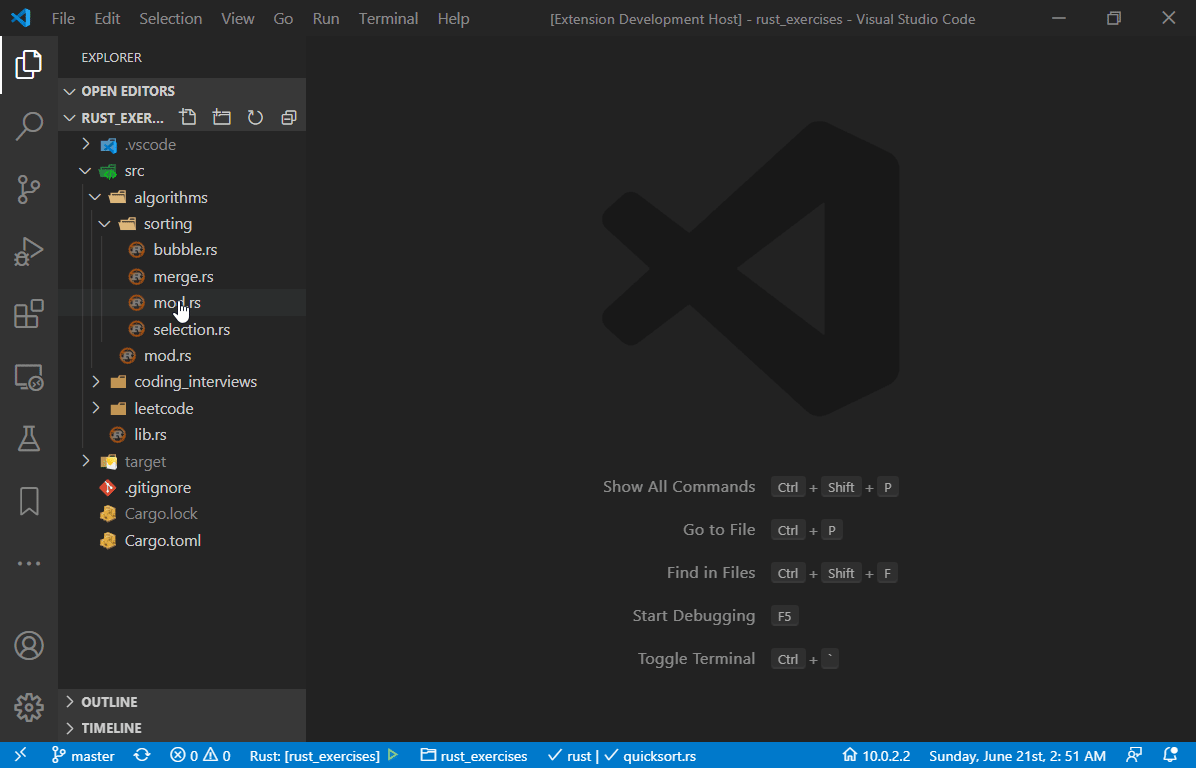 File Edit Selection View Go Run Terminal Help [Extension Development Host] - rust_exercises - Visual Studio Code
EXPLORER
OPEN EDITORS
RUST_EXER...
.vscode
src
algorithms
sorting
bubble.rs
merge.rs
mod.rs
selection.rs
mod.rs
coding_interviews
leetcode
lib.rs
target
.gitignore
Cargo.lock
Cargo.toml
Show All Commands Ctrl + Shift + P
Go to File Ctrl + P
Find in Files Ctrl + Shift + F
Start Debugging F5
Toggle Terminal Ctrl + `
OUTLINE
TIMELINE
master 0 0 Rust: [rust_exercises] rust_exercises rust | quicksort.rs 10.0.2.2 Sunday, June 21st, 2: 51 AM